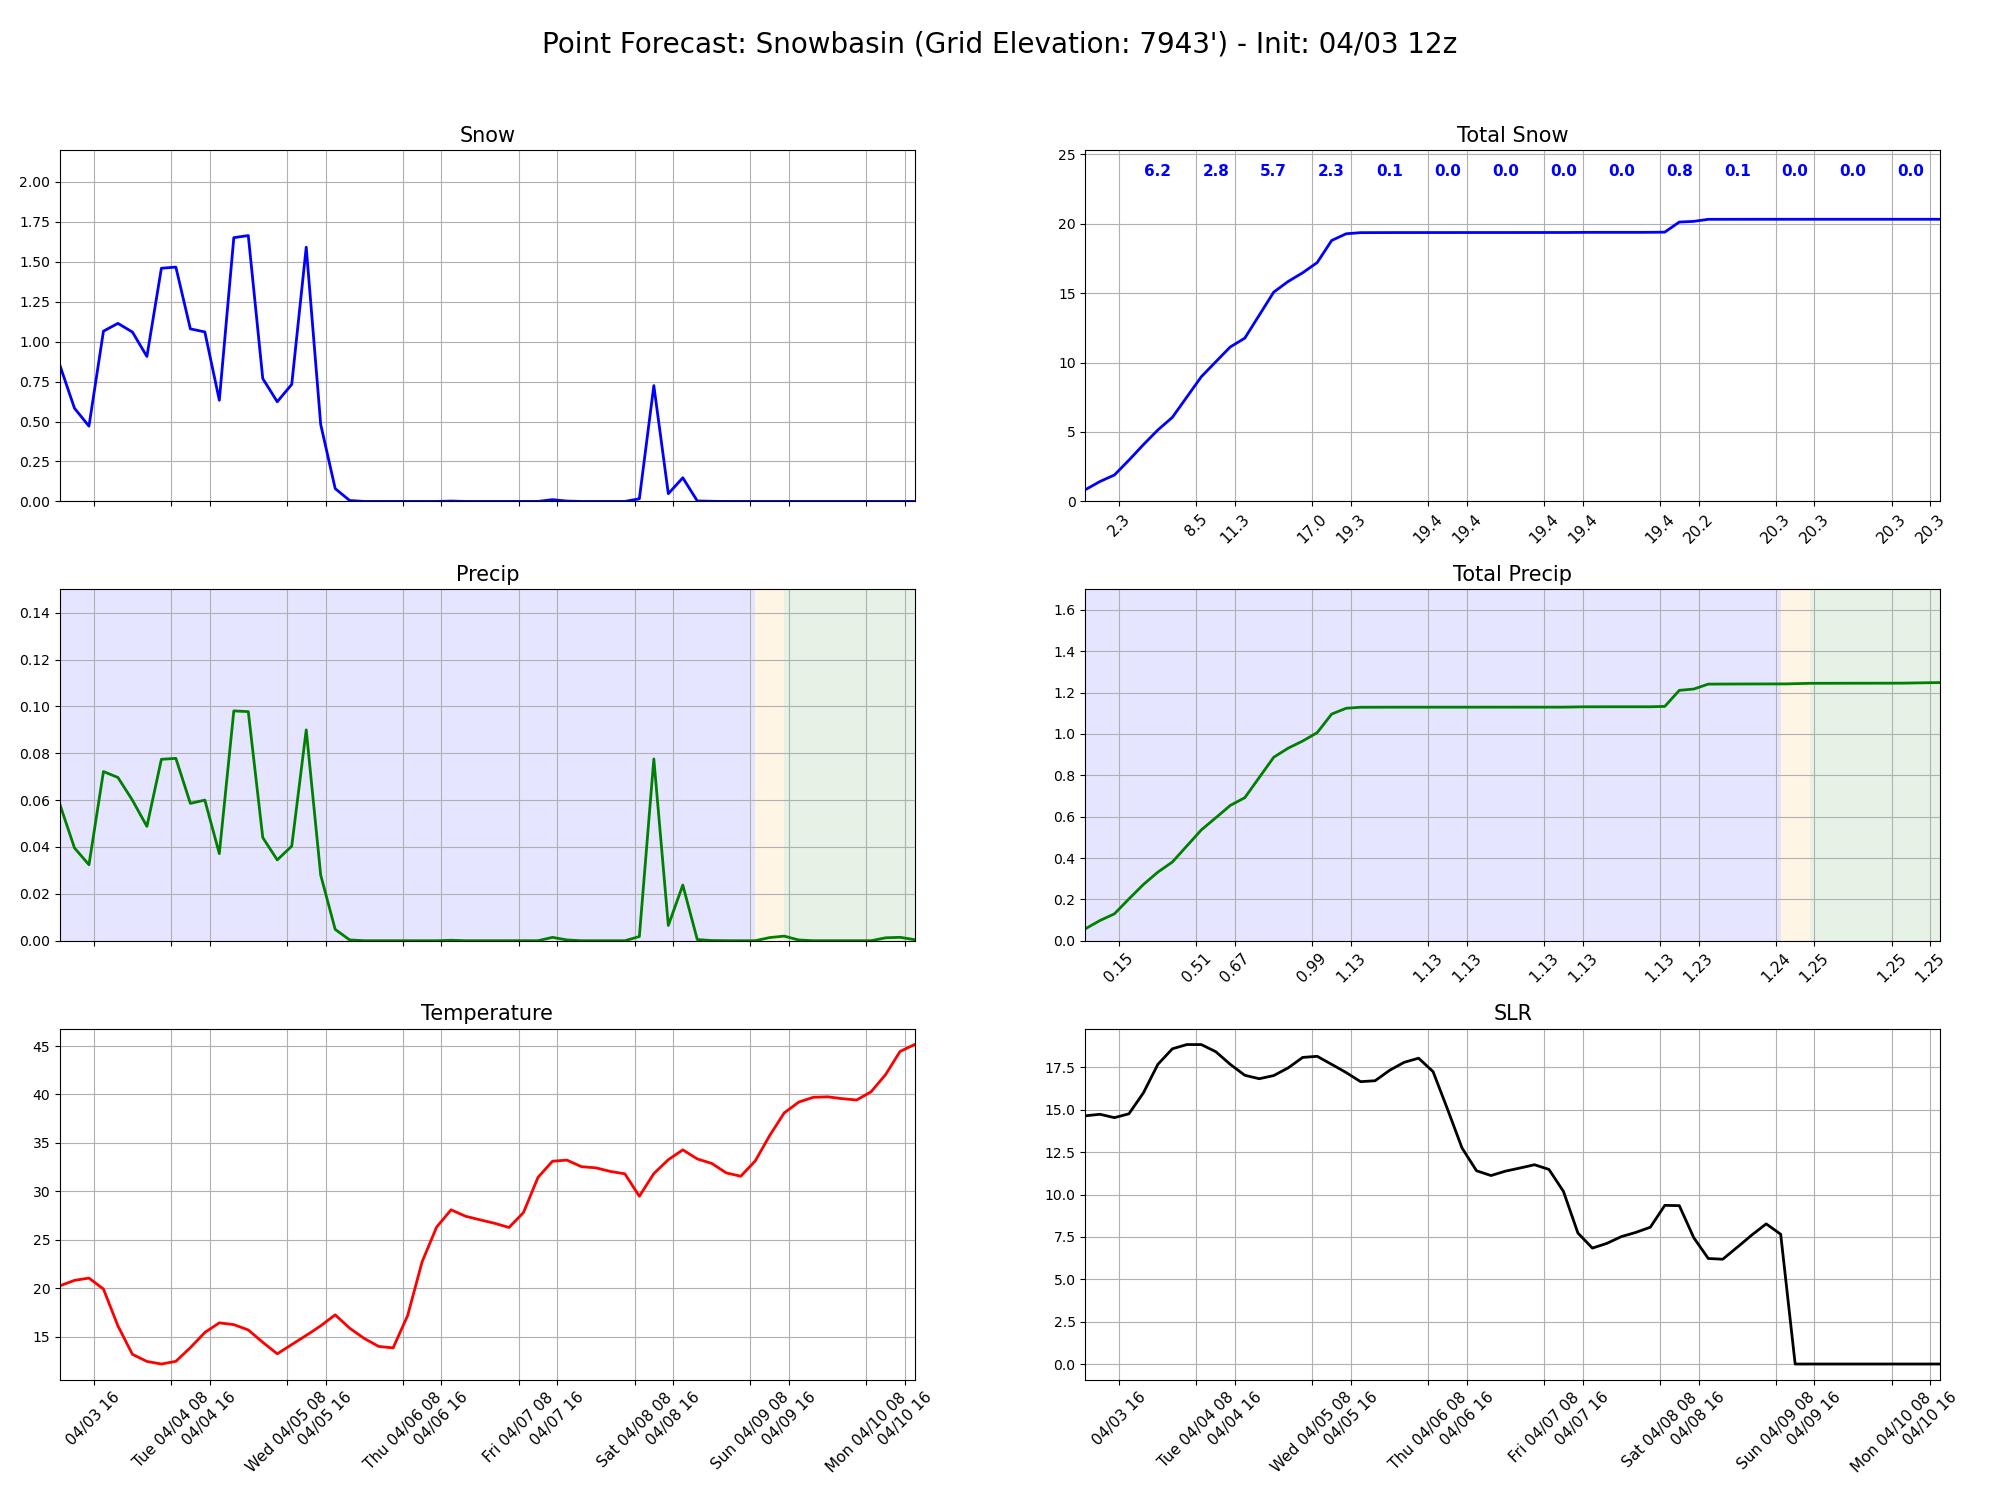 Point Forecast: Snowbasin (Grid Elevation: 7943') - Init: 04/03 12z
Snow
2.00
1.75
1.50
1.25
1.00
0.75
0.50
0.25
0.00
Total Snow
25
20
15
10
5
0
6.2 2.8 5.7 2.3 0.1 0.0 0.0 0.0 0.0 0.8 0.1 0.0 0.0 0.0
2.3 8.5 11.3 17.0 19.3 19.4 19.4 19.4 19.4 19.4 20.2 20.3 20.3 20.3 20.3
Precip
0.14
0.12
0.10
0.08
0.06
0.04
0.02
0.00
Total Precip
1.6
1.4
1.2
1.0
0.8
0.6
0.4
0.2
0.0
0.15 0.51 0.67 0.99 1.13 1.13 1.13 1.13 1.13 1.13 1.23 1.24 1.25 1.25 1.25
Temperature
45
40
35
30
25
20
15
04/03 16
Tue 04/04 08
04/04 16
Wed 04/05 08
04/05 16
Thu 04/06 08
04/06 16
Fri 04/07 08
04/07 16
Sat 04/08 08
04/08 16
Sun 04/09 08
04/09 16
Mon 04/10 08
04/10 16
SLR
17.5
15.0
12.5
10.0
7.5
5.0
2.5
0.0
04/03 16
Tue 04/04 08
04/04 16
Wed 04/05 08
04/05 16
Thu 04/06 08
04/06 16
Fri 04/07 08
04/07 16
Sat 04/08 08
04/08 16
Sun 04/09 08
04/09 16
Mon 04/10 08
04/10 16